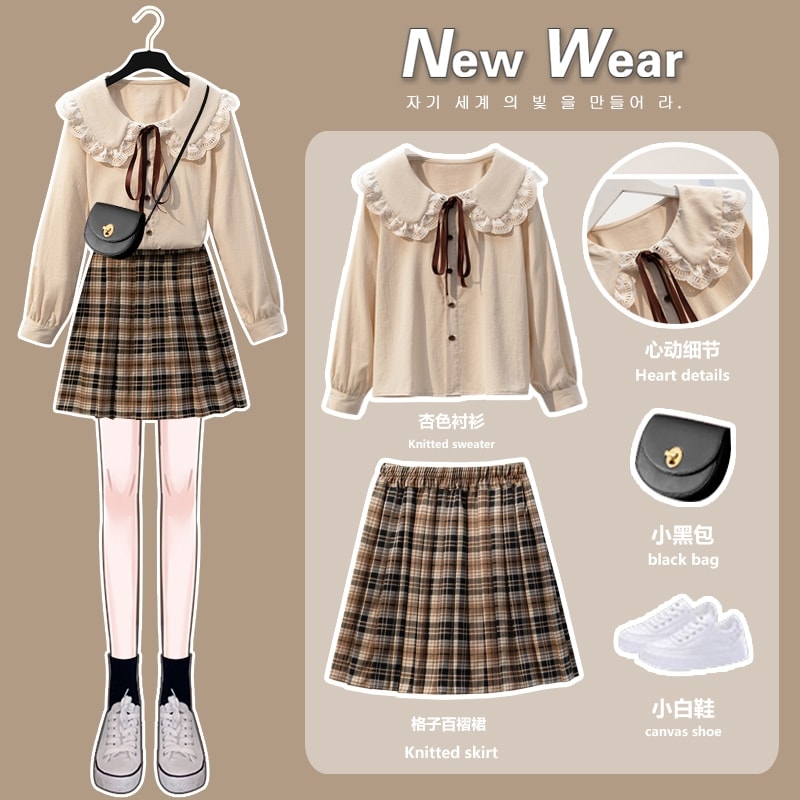 New Wear
자기 세계 의 빛 을 만들어 라.
心动细节
Heart details
杏色衬衫
Knitted sweater
小黑包
black bag
小白鞋
canvas shoe
格子百褶裙
Knitted skirt